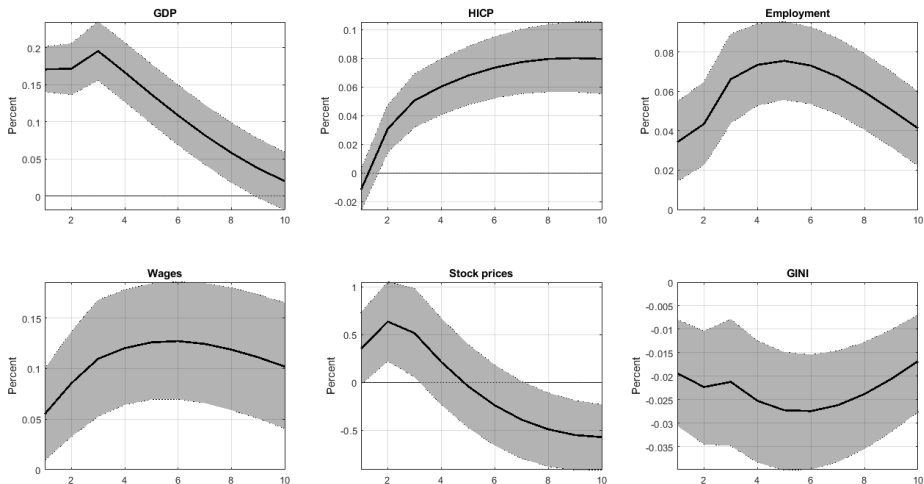 GDP
Percent
0.2
0.15
0.1
0.05
0
2 4 6 8 10
HICP
Percent
0.1
0.08
0.06
0.04
0.02
0
-0.02
2 4 6 8 10
Employment
Percent
0.08
0.06
0.04
0.02
0
2 4 6 8 10
Wages
Percent
0.15
0.1
0.05
0
2 4 6 8 10
Stock prices
Percent
1
0.5
0
-0.5
2 4 6 8 10
GINI
Percent
0
-0.005
-0.01
-0.015
-0.02
-0.025
-0.03
-0.035
2 4 6 8 10